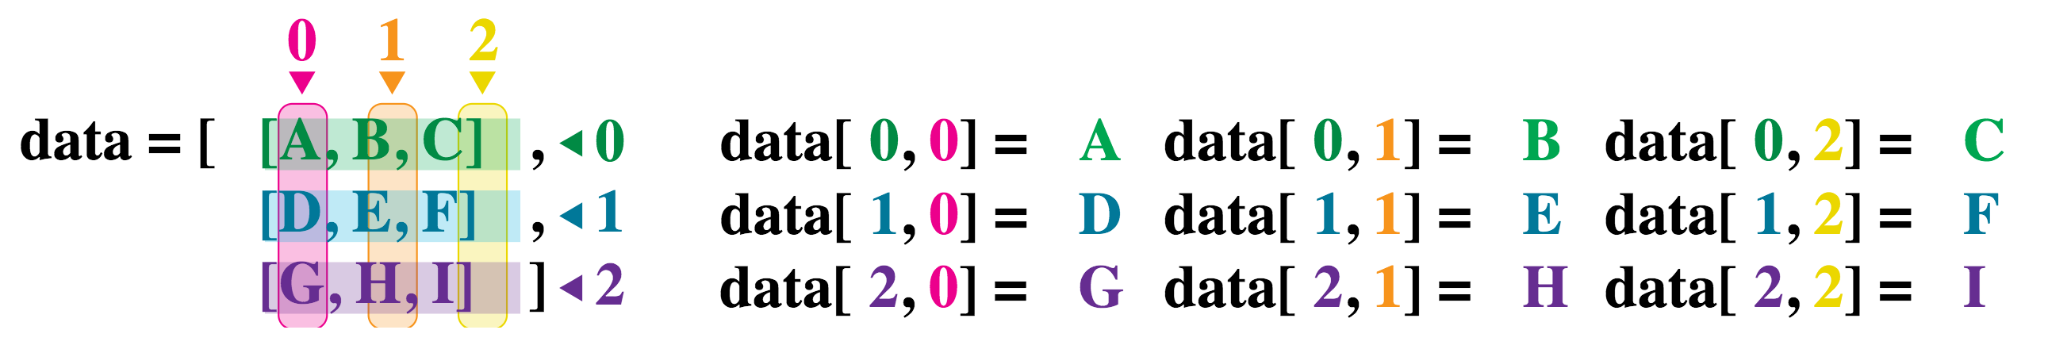 0 1 2
data = [ [A, B, C] , ◄ 0 data[ 0, 0] = A data[ 0, 1] = B data[ 0, 2] = C
[D, E, F] , ◄ 1 data[ 1, 0] = D data[ 1, 1] = E data[ 1, 2] = F
[G, H, I] ] ◄ 2 data[ 2, 0] = G data[ 2, 1] = H data[ 2, 2] = I